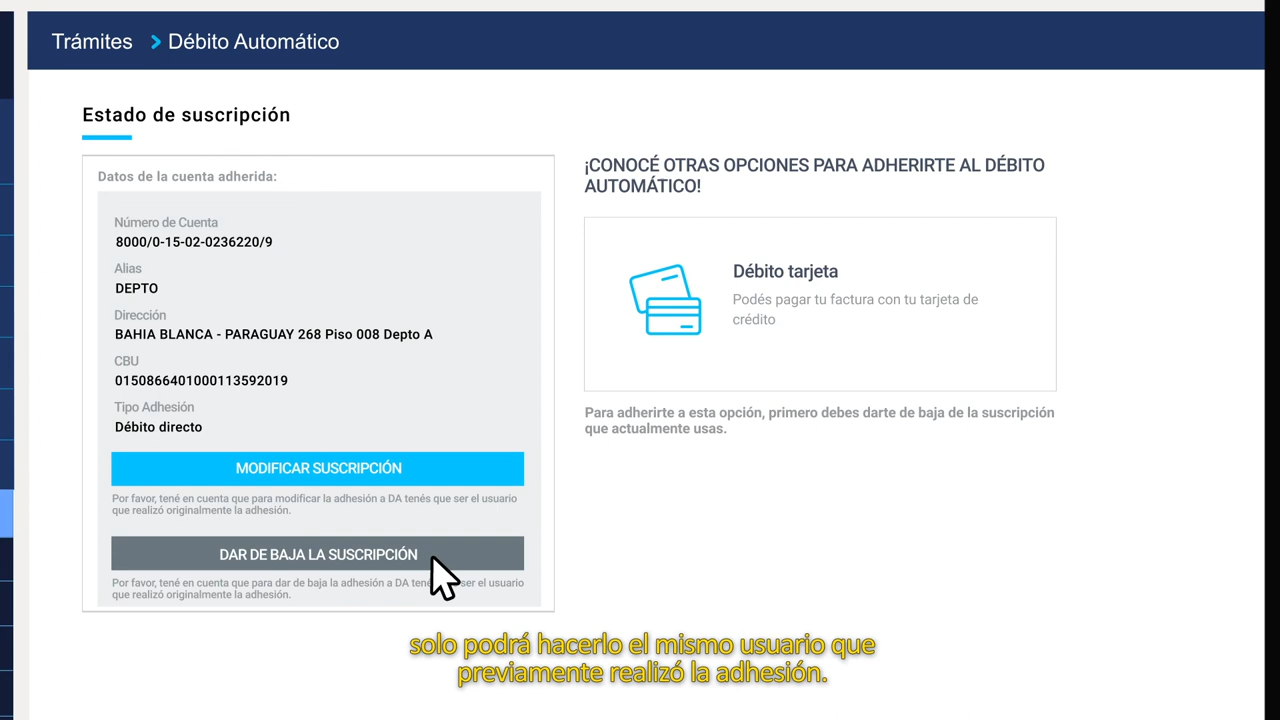 Trámites > Débito Automático
Estado de suscripción
Datos de la cuenta adherida:
Número de Cuenta
8000/0-15-02-0236220/9
Alias
DEPTO
Dirección
BAHIA BLANCA - PARAGUAY 268 Piso 008 Depto A
CBU
0150866401000113592019
Tipo Adhesión
Débito directo
MODIFICAR SUSCRIPCIÓN
Por favor, tené en cuenta que para modificar la adhesión a DA tenés que ser el usuario
que realizó originalmente la adhesión.
DAR DE BAJA LA SUSCRIPCIÓN
Por favor, tené en cuenta que para dar de baja la adhesión a DA ser el usuario
que realizó originalmente la adhesión.
¡CONOCÉ OTRAS OPCIONES PARA ADHERIRTE AL DÉBITO
AUTOMÁTICO!
Débito tarjeta
Podés pagar tu factura con tu tarjeta de
crédito
Para adherirte a esta opción, primero debes darte de baja de la suscripción
que actualmente usas.
solo podrá hacerlo el mismo usuario que
previamente realizó la adhesión.